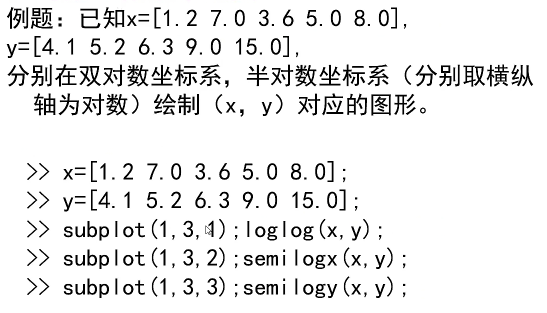 例题：已知x=[1.2 7.0 3.6 5.0 8.0],
y=[4.1 5.2 6.3 9.0 15.0],
分别在双对数坐标系，半对数坐标系（分别取横纵
轴为对数）绘制（x，y）对应的图形。
>> x=[1.2 7.0 3.6 5.0 8.0];
>> y=[4.1 5.2 6.3 9.0 15.0];
>> subplot(1,3,1);loglog(x,y);
>> subplot(1,3,2);semilogx(x,y);
>> subplot(1,3,3);semilogy(x,y);